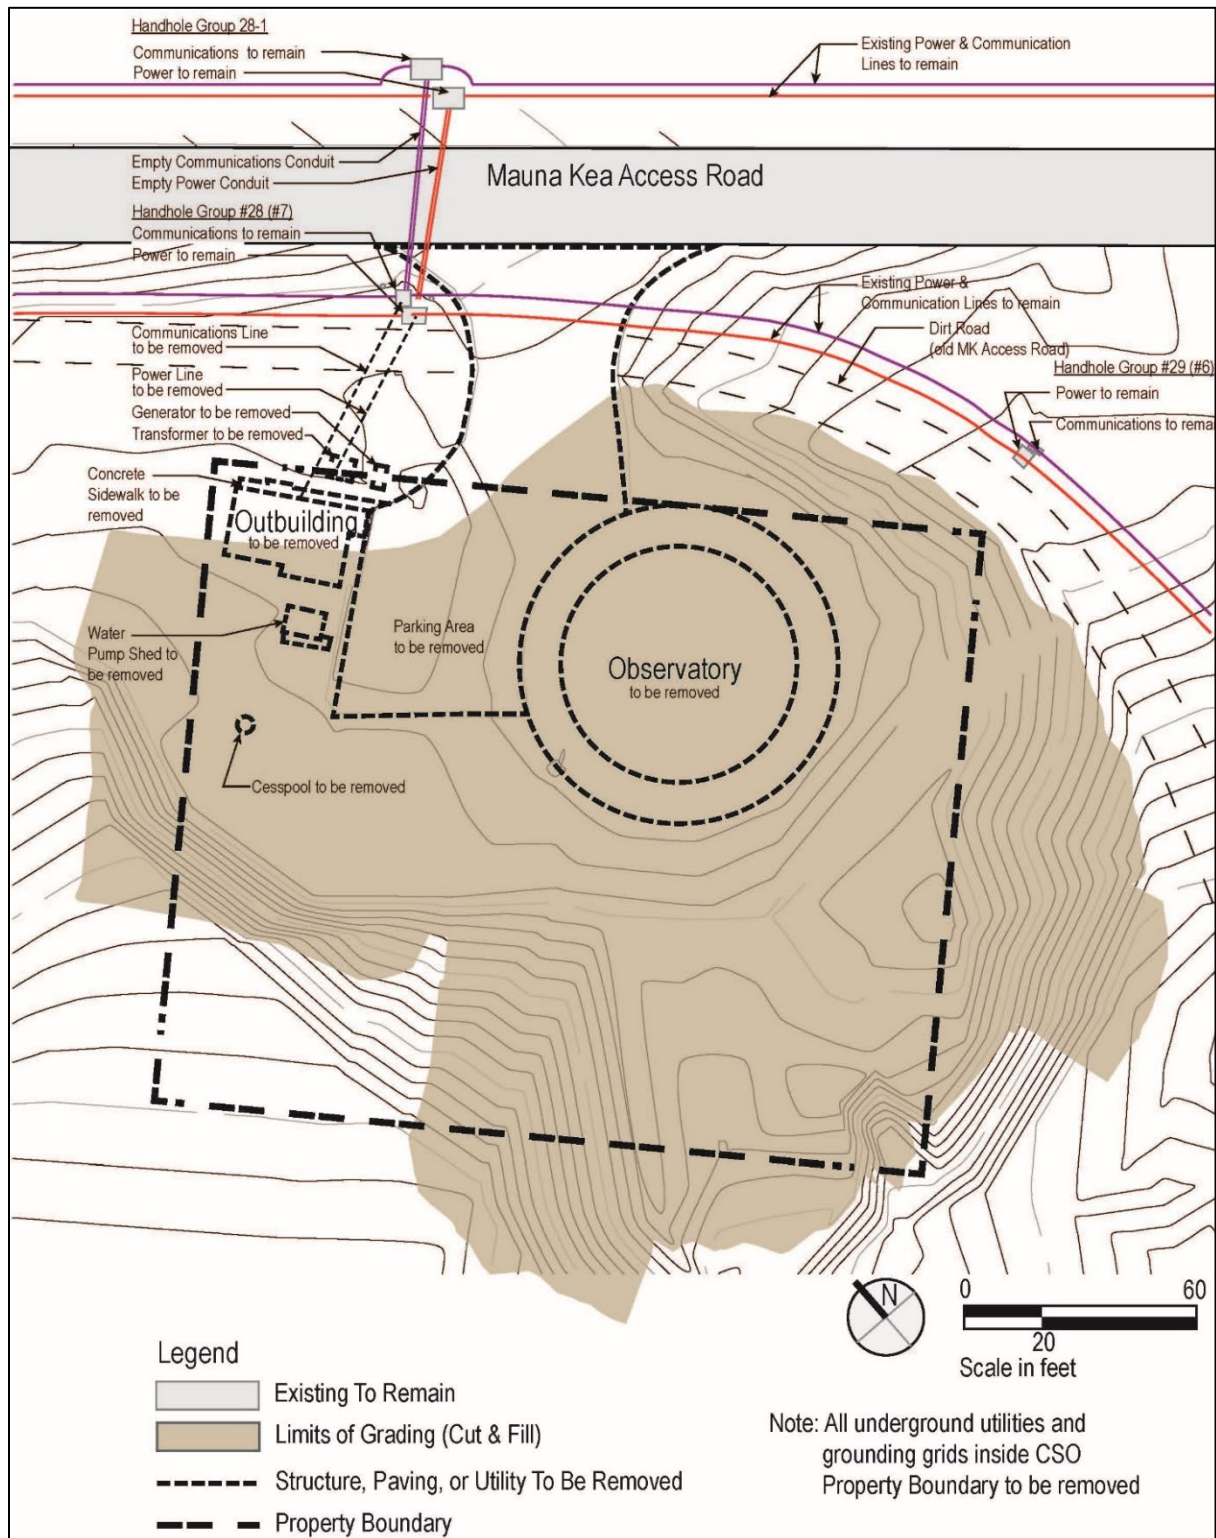 Handhole Group 28-1
Communications to remain
Power to remain
Existing Power & Communication
Lines to remain
Empty Communications Conduit
Empty Power Conduit
Mauna Kea Access Road
Handhole Group #28 (#7)
Communications to remain
Power to remain
Existing Power &
Communication Lines to remain
Dirt Road
(old MK Access Road)
Handhole Group #29 (#6)
Power to remain
Communications to remai
Communications Line
to be removed
Power Line
to be removed
Generator to be removed
Transformer to be removed
Concrete
Sidewalk to be
removed
Outbuilding
to be removed
Water
Pump Shed to
be removed
Parking Area
to be removed
Observatory
to be removed
Cesspool to be removed
N
0 60
20
Scale in feet
Legend
Existing To Remain
Limits of Grading (Cut & Fill)
Structure, Paving, or Utility To Be Removed
Property Boundary
Note: All underground utilities and
grounding grids inside CSO
Property Boundary to be removed